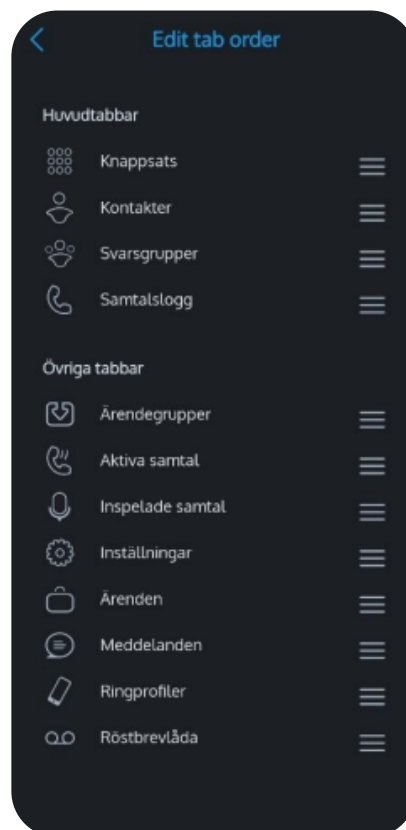 Edit tab order
Huvudtabbar
Knappsats
Kontakter
Svarsgrupper
Samtalslogg
Övriga tabbar
Ärendegrupper
Aktiva samtal
Inspelade samtal
Inställningar
Ärenden
Meddelanden
Ringprofiler
Röstbrevlåda